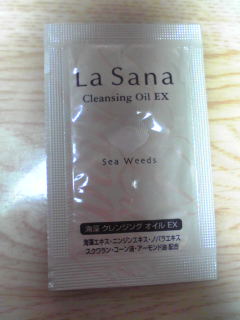 La Sana
Cleansing Oil EX
Sea Weeds
海藻 クレンジング オイル EX
海藻エキス・ニンジンエキス・ノバラエキス
スクワラン・コーン油・アーモンド油 配合